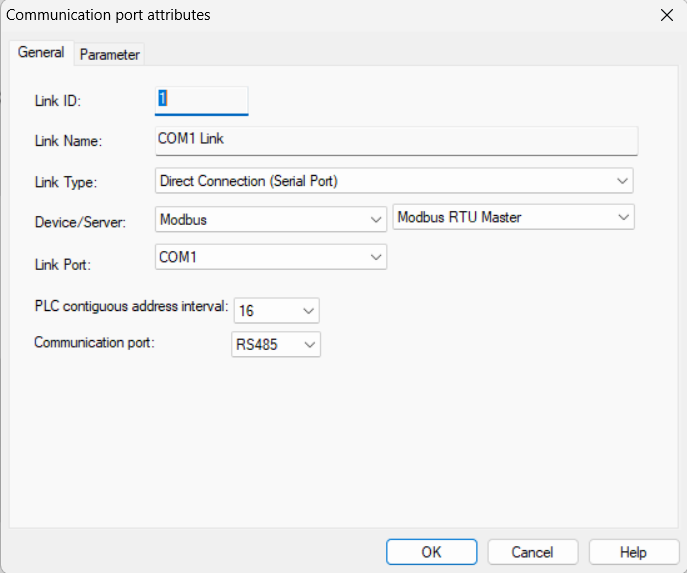 Communication port attributes
General Parameter
Link ID: 1
Link Name: COM1 Link
Link Type: Direct Connection (Serial Port)
Device/Server: Modbus Modbus RTU Master
Link Port: COM1
PLC contiguous address interval: 16
Communication port: RS485
OK Cancel Help